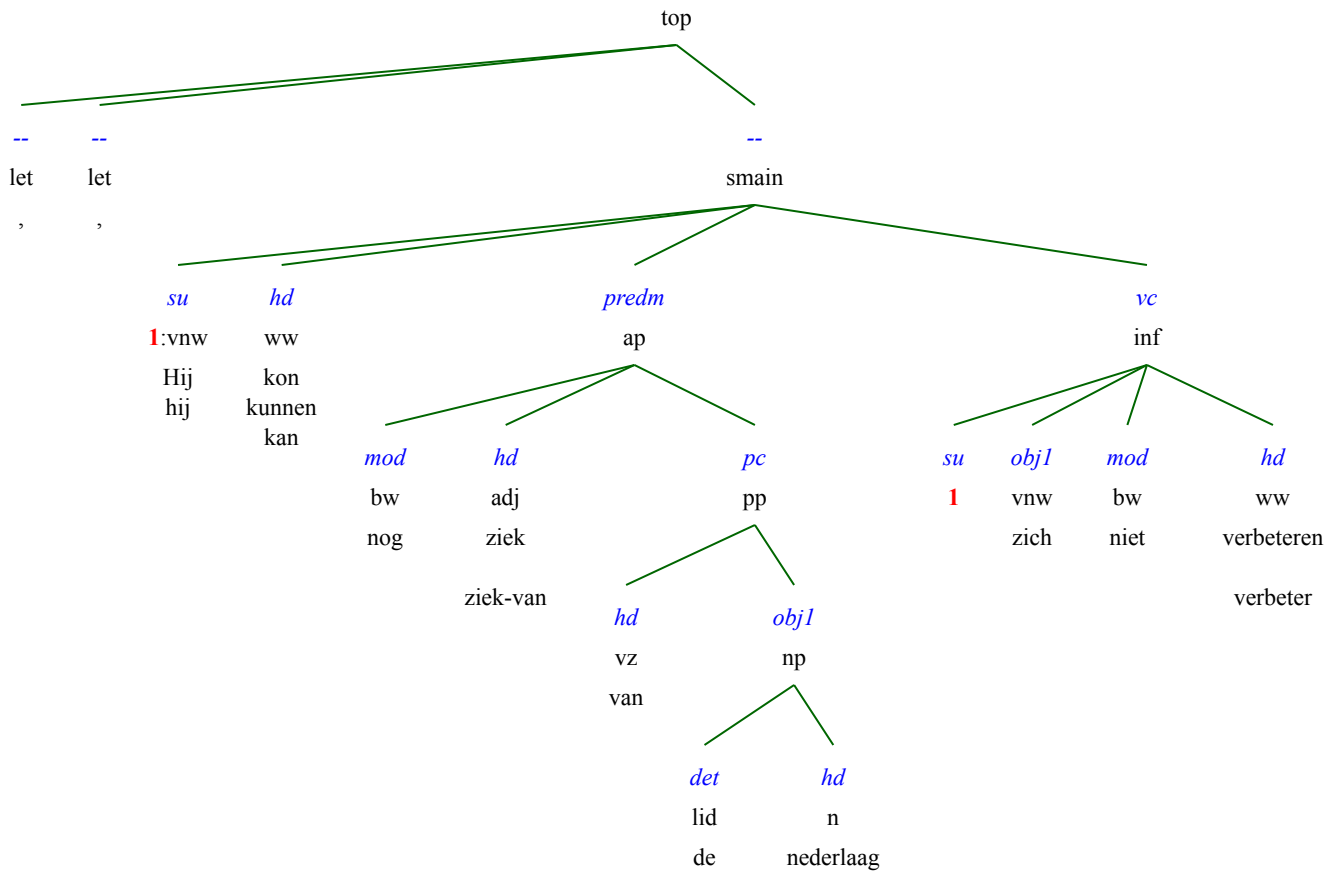 top
-- -- --
let let smain
, ,
su hd predm vc
1:vnw ww ap inf
Hij kon
hij kunnen
kan
mod hd pc su obj1 mod hd
bw adj pp 1 vnw bw ww
nog ziek zich niet verbeteren
ziek-van verbeter
hd obj1
vz np
van
det hd
lid n
de nederlaag